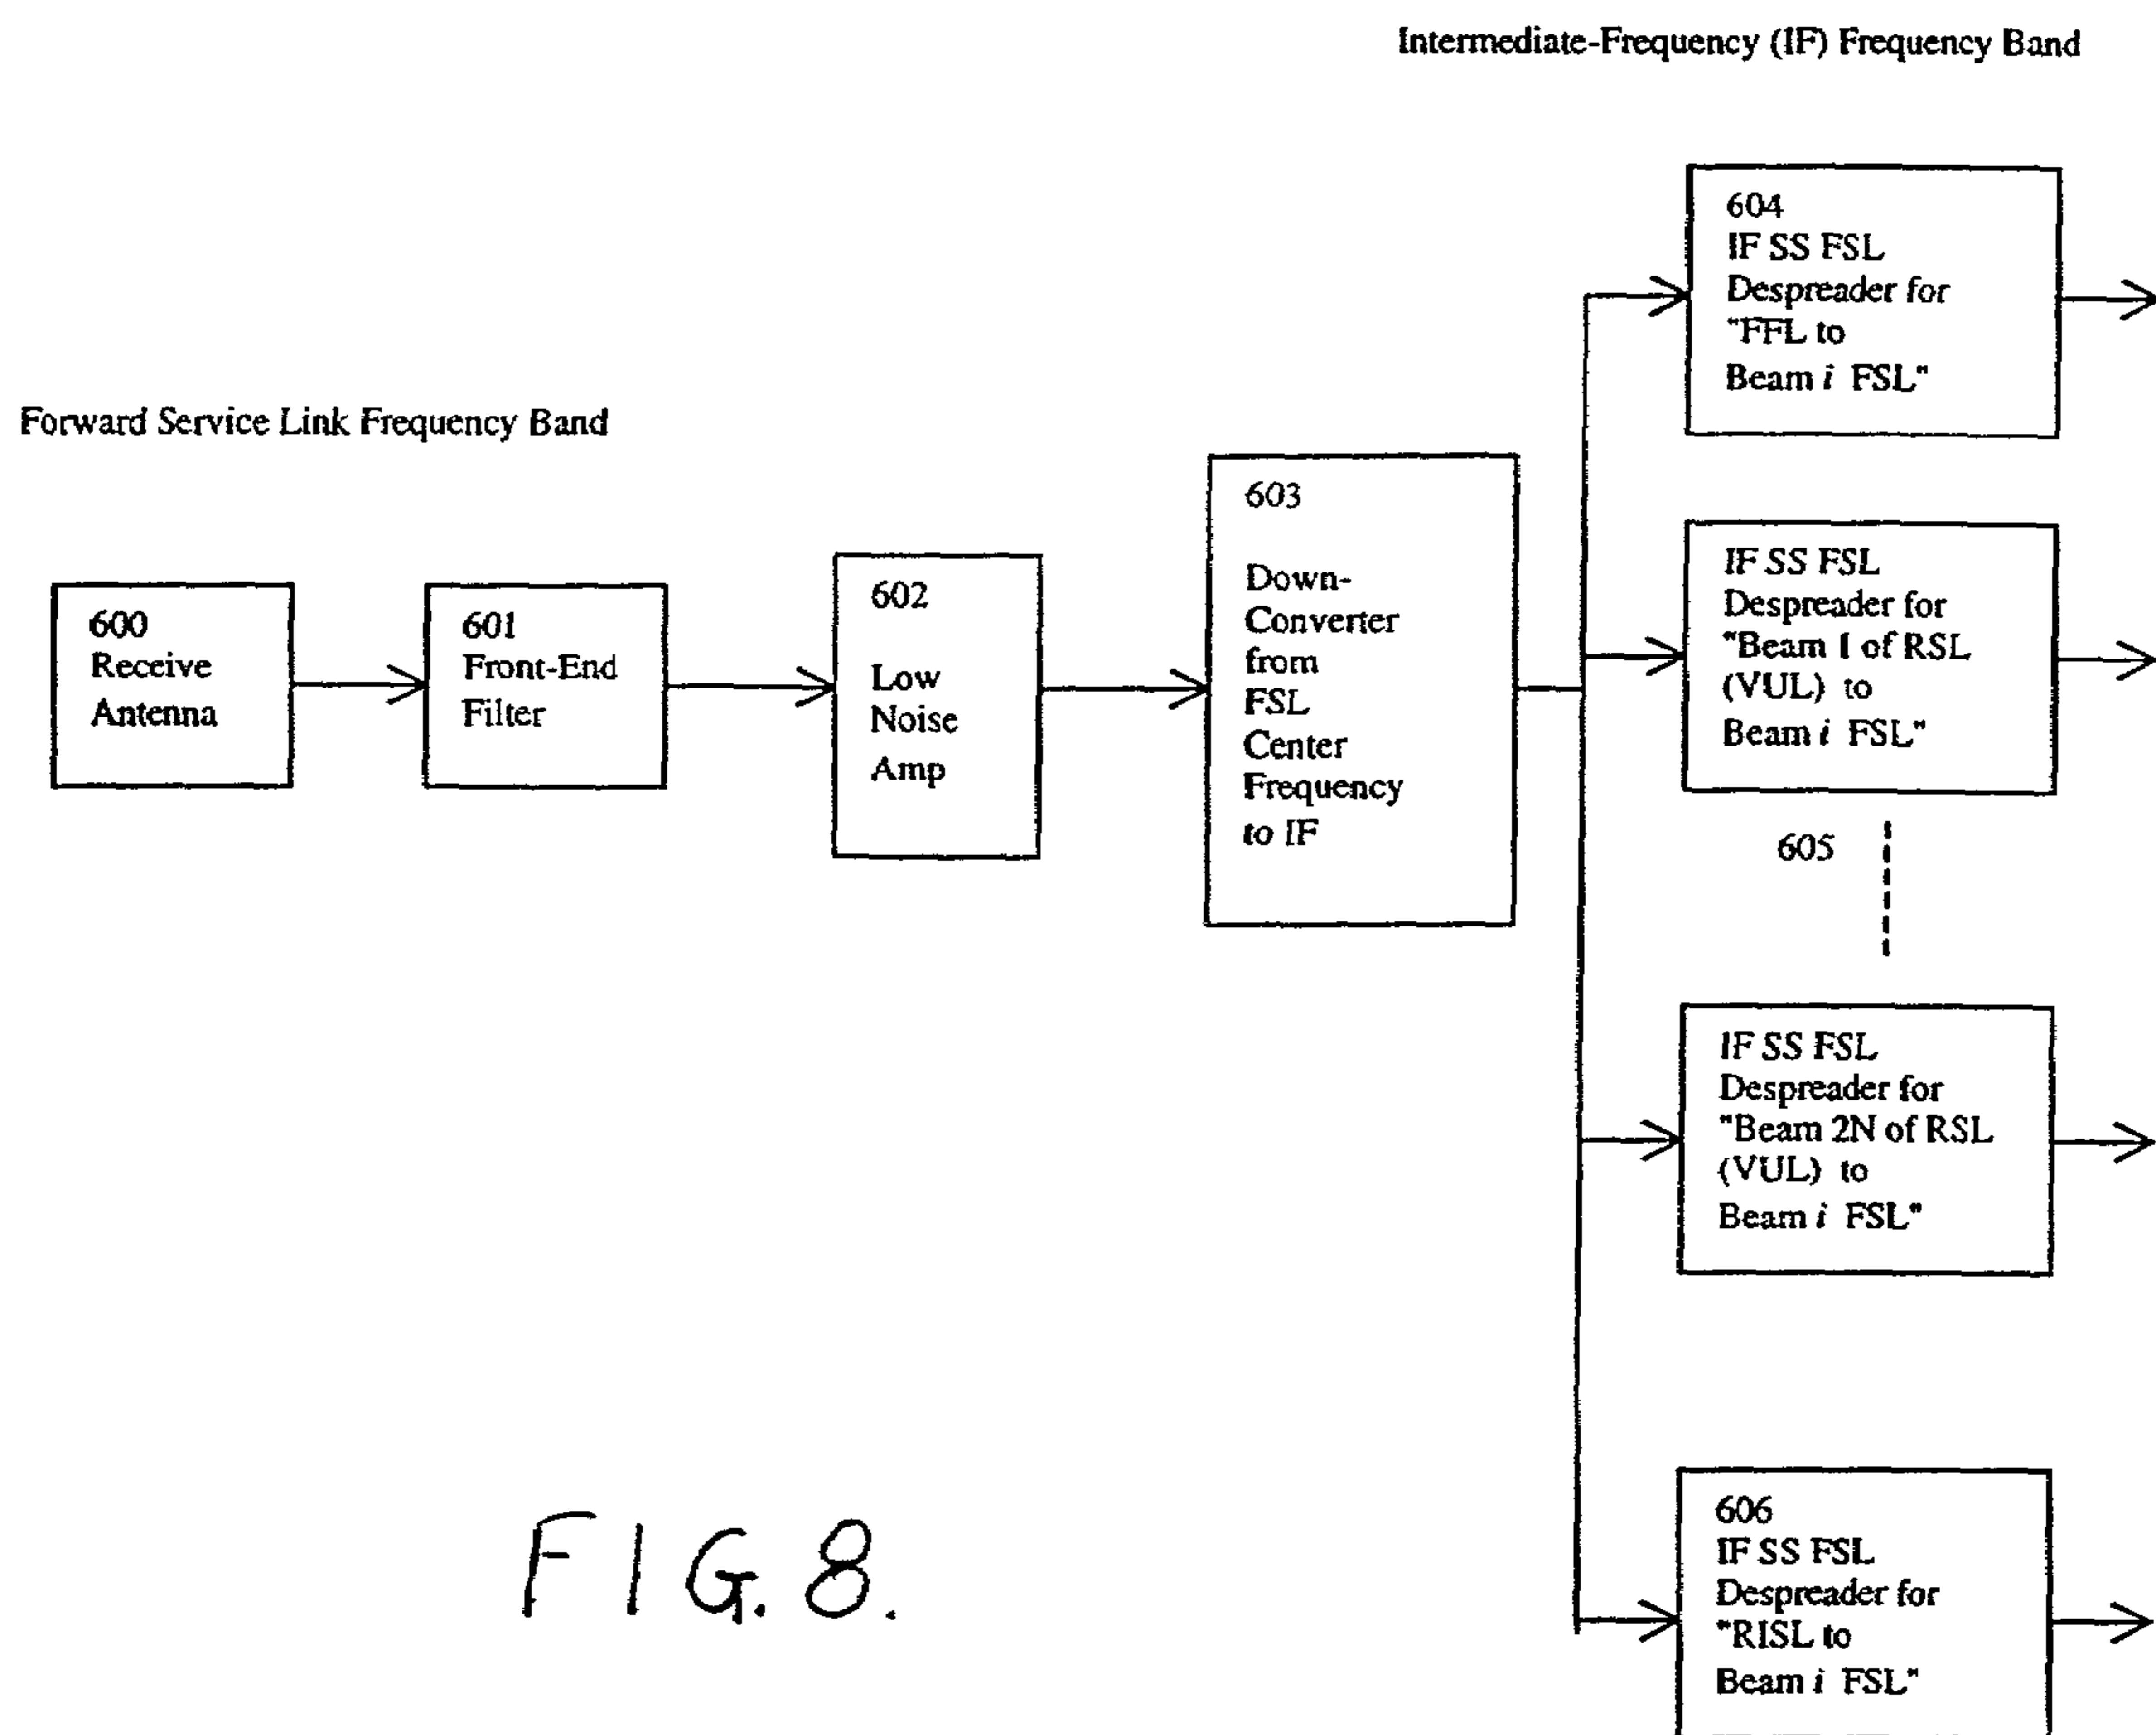 Intermediate-Frequency (IF) Frequency Band
Forward Service Link Frequency Band
600
Receive
Antenna
601
Front-End
Filter
602
Low
Noise
Amp
603
Down-
Converter
from
FSL
Center
Frequency
to IF
604
IF SS FSL
Despreader for
"FFL to
Beam i FSL"
IF SS FSL
Despreader for
"Beam 1 of RSL
(VUL) to
Beam i FSL"
605
IF SS FSL
Despreader for
"Beam 2N of RSL
(VUL) to
Beam i FSL"
606
IF SS FSL
Despreader for
"RISL to
Beam i FSL"
FIG. 8.